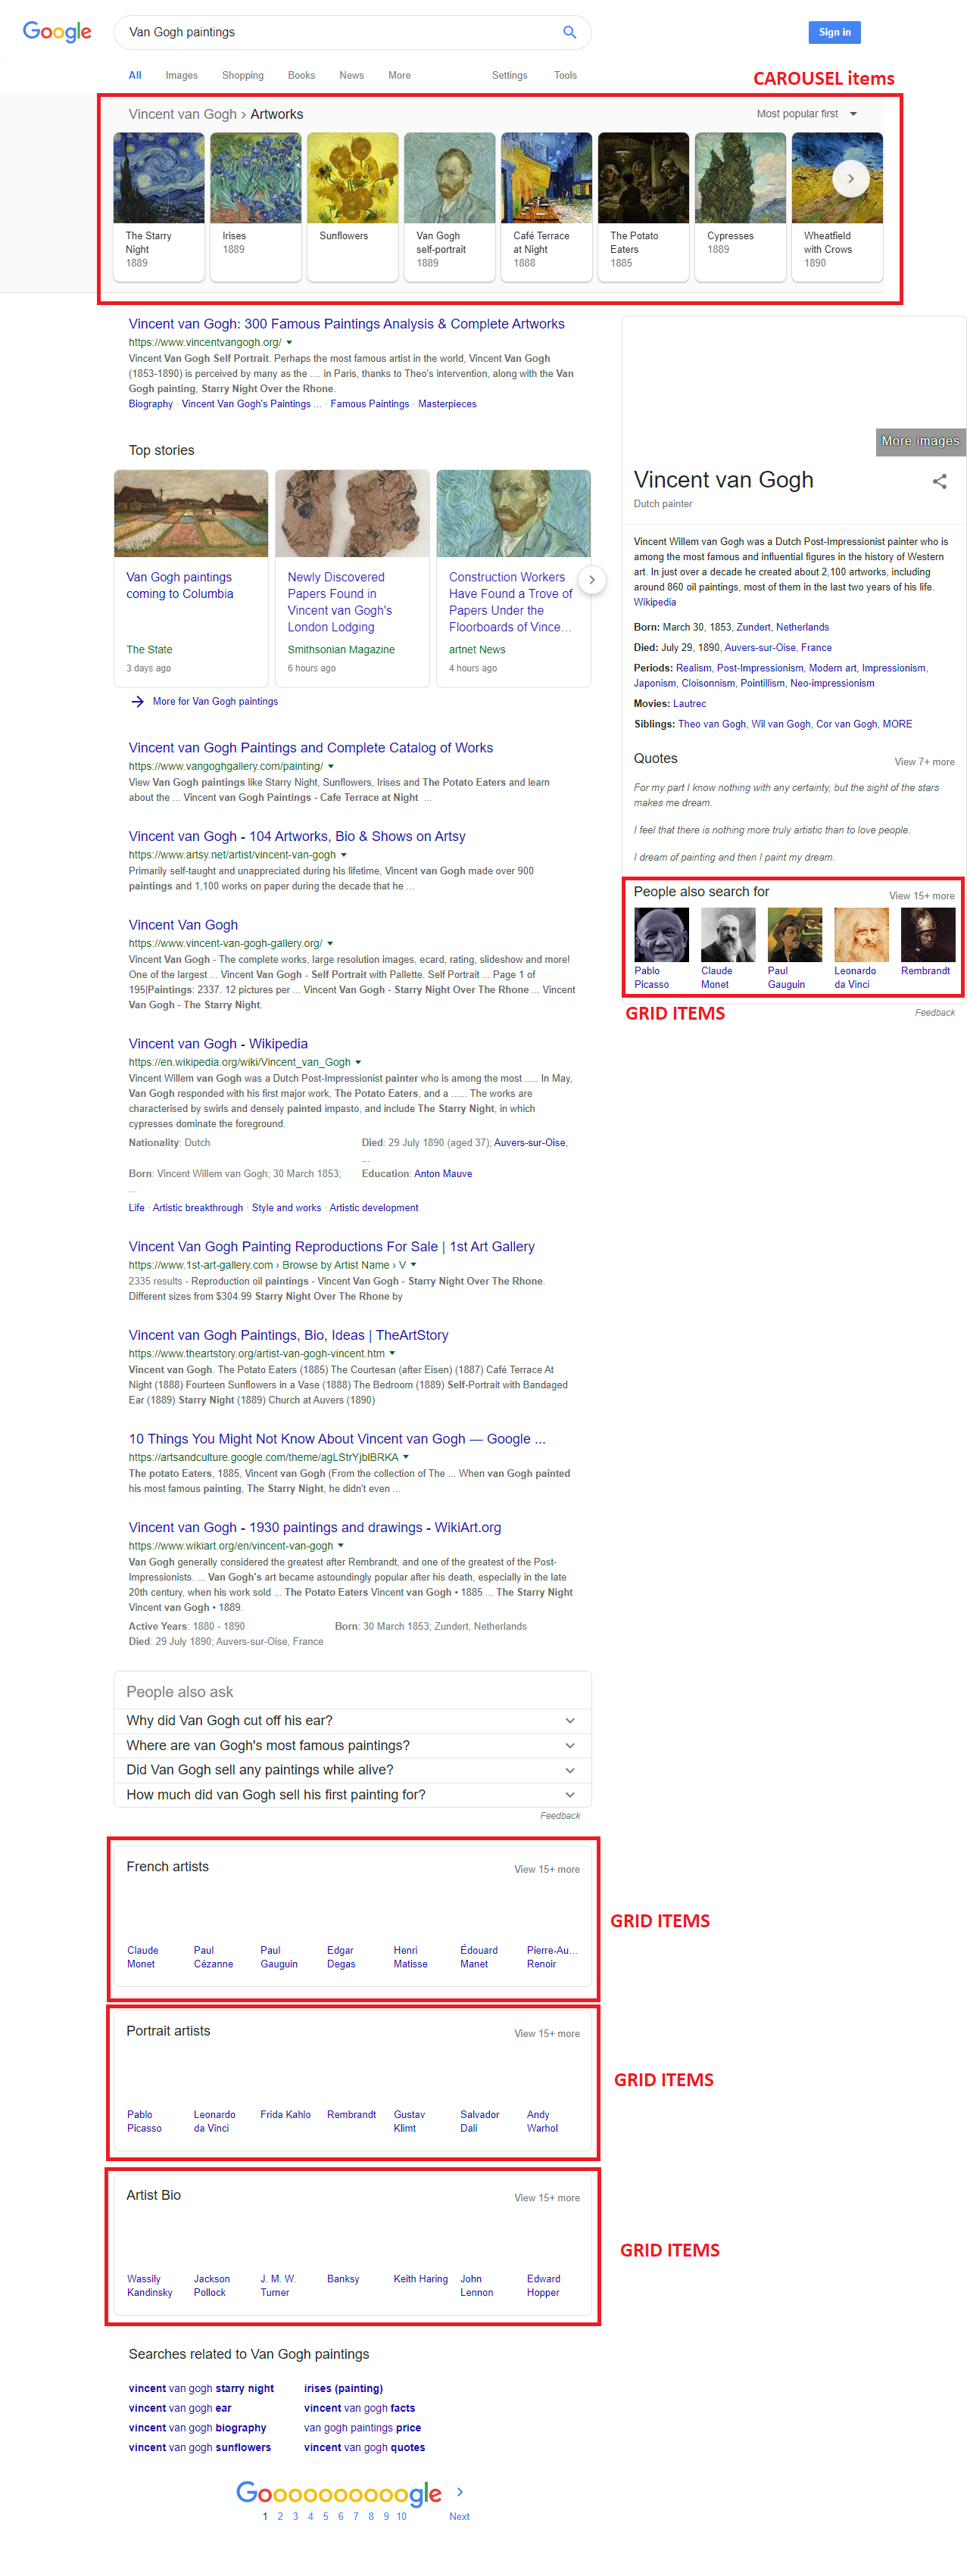 Google
Van Gogh paintings
Sign in
All Images Shopping Books News More Settings Tools
CAROUSEL items
Vincent van Gogh › Artworks
Most popular first
The Starry
Night
1889
Irises
1889
Sunflowers
Van Gogh
self-portrait
1889
Café Terrace
at Night
1888
The Potato
Eaters
1885
Cypresses
1889
Wheatfield
with Crows
1890
Vincent van Gogh: 300 Famous Paintings Analysis & Complete Artworks
https://www.vincentvangogh.org/
Vincent Van Gogh Self Portrait. Perhaps the most famous artist in the world, Vincent Van Gogh
(1853-1890) is perceived by many as the .... in Paris, thanks to Theo's intervention, along with the Van
Gogh painting, Starry Night Over the Rhone.
Biography · Vincent Van Gogh's Paintings ... · Famous Paintings · Masterpieces
Top stories
Van Gogh paintings
coming to Columbia
The State
3 days ago
Newly Discovered
Papers Found in
Vincent van Gogh's
London Lodging
Smithsonian Magazine
6 hours ago
Construction Workers
Have Found a Trove of
Papers Under the
Floorboards of Vince...
artnet News
4 hours ago
More for Van Gogh paintings
Vincent van Gogh Paintings and Complete Catalog of Works
https://www.vangoghgallery.com/painting/
View Van Gogh paintings like Starry Night, Sunflowers, Irises and The Potato Eaters and learn
about the ... Vincent van Gogh Paintings - Cafe Terrace at Night ...
Vincent van Gogh - 104 Artworks, Bio & Shows on Artsy
https://www.artsy.net/artist/vincent-van-gogh
Primarily self-taught and unappreciated during his lifetime, Vincent van Gogh made over 900
paintings and 1,100 works on paper during the decade that he ...
Vincent Van Gogh
https://www.vincent-van-gogh-gallery.org/
Vincent Van Gogh - The complete works, large resolution images, ecard, rating, slideshow and more!
One of the largest ... Vincent Van Gogh - Self Portrait with Pallette. Self Portrait ... Page 1 of
195|Paintings: 2337. 12 pictures per ... Vincent Van Gogh - Starry Night Over The Rhone ... Vincent
Van Gogh - The Starry Night.
Vincent van Gogh - Wikipedia
https://en.wikipedia.org/wiki/Vincent_van_Gogh
Vincent Willem van Gogh was a Dutch Post-Impressionist painter who is among the most ..... In May,
Van Gogh responded with his first major work, The Potato Eaters, and a ...... The works are
characterised by swirls and densely painted impasto, and include The Starry Night, in which
cypresses dominate the foreground.
Nationality: Dutch
Died: 29 July 1890 (aged 37); Auvers-sur-Oise,
...
Born: Vincent Willem van Gogh; 30 March 1853;
...
Education: Anton Mauve
Life · Artistic breakthrough · Style and works · Artistic development
Vincent Van Gogh Painting Reproductions For Sale | 1st Art Gallery
https://www.1st-art-gallery.com › Browse by Artist Name › V
2335 results - Reproduction oil paintings - Vincent Van Gogh - Starry Night Over The Rhone.
Different sizes from $304.99 Starry Night Over The Rhone by
Vincent van Gogh Paintings, Bio, Ideas | TheArtStory
https://www.theartstory.org/artist-van-gogh-vincent.htm
Vincent van Gogh. The Potato Eaters (1885) The Courtesan (after Eisen) (1887) Café Terrace At
Night (1888) Fourteen Sunflowers in a Vase (1888) The Bedroom (1889) Self-Portrait with Bandaged
Ear (1889) Starry Night (1889) Church at Auvers (1890)
10 Things You Might Not Know About Vincent van Gogh — Google ...
https://artsandculture.google.com/theme/agLStrYjblBRKA
The potato Eaters, 1885, Vincent van Gogh (From the collection of The ... When van Gogh painted
his most famous painting, The Starry Night, he didn't even ...
Vincent van Gogh - 1930 paintings and drawings - WikiArt.org
https://www.wikiart.org/en/vincent-van-gogh
Van Gogh generally considered the greatest after Rembrandt, and one of the greatest of the Post-
Impressionists. ... Van Gogh's art became astoundingly popular after his death, especially in the late
20th century, when his work sold ... The Potato Eaters Vincent van Gogh • 1885 ... The Starry Night
Vincent van Gogh • 1889.
Active Years: 1880 - 1890
Born: 30 March 1853; Zundert, Netherlands
Died: 29 July 1890; Auvers-sur-Oise, France
More images
Vincent van Gogh
Dutch painter
Vincent Willem van Gogh was a Dutch Post-Impressionist painter who is
among the most famous and influential figures in the history of Western
art. In just over a decade he created about 2,100 artworks, including
around 860 oil paintings, most of them in the last two years of his life.
Wikipedia
Born: March 30, 1853, Zundert, Netherlands
Died: July 29, 1890, Auvers-sur-Oise, France
Periods: Realism, Post-Impressionism, Modern art, Impressionism,
Japonism, Cloisonnism, Pointillism, Neo-impressionism
Movies: Lautrec
Siblings: Theo van Gogh, Wil van Gogh, Cor van Gogh, MORE
Quotes
View 7+ more
For my part I know nothing with any certainty, but the sight of the stars
makes me dream.
I feel that there is nothing more truly artistic than to love people.
I dream of painting and then I paint my dream.
People also search for
View 15+ more
Pablo
Picasso
Claude
Monet
Paul
Gauguin
Leonardo
da Vinci
Rembrandt
GRID ITEMS
Feedback
People also ask
Why did Van Gogh cut off his ear?
Where are van Gogh's most famous paintings?
Did Van Gogh sell any paintings while alive?
How much did van Gogh sell his first painting for?
Feedback
French artists
View 15+ more
Claude
Monet
Paul
Cézanne
Paul
Gauguin
Edgar
Degas
Henri
Matisse
Édouard
Manet
Pierre-Au...
Renoir
GRID ITEMS
Portrait artists
View 15+ more
Pablo
Picasso
Leonardo
da Vinci
Frida Kahlo
Rembrandt
Gustav
Klimt
Salvador
Dalí
Andy
Warhol
GRID ITEMS
Artist Bio
View 15+ more
Wassily
Kandinsky
Jackson
Pollock
J. M. W.
Turner
Banksy
Keith Haring
John
Lennon
Edward
Hopper
GRID ITEMS
Searches related to Van Gogh paintings
vincent van gogh starry night
irises (painting)
vincent van gogh ear
vincent van gogh facts
vincent van gogh biography
van gogh paintings price
vincent van gogh sunflowers
vincent van gogh quotes
Goooooooooogle
1 2 3 4 5 6 7 8 9 10 Next